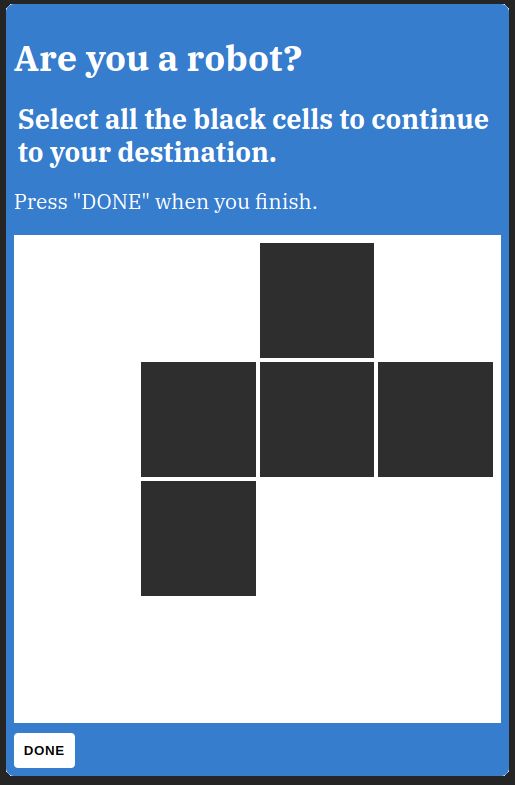 Are you a robot?
Select all the black cells to continue
to your destination.
Press "DONE" when you finish.
DONE